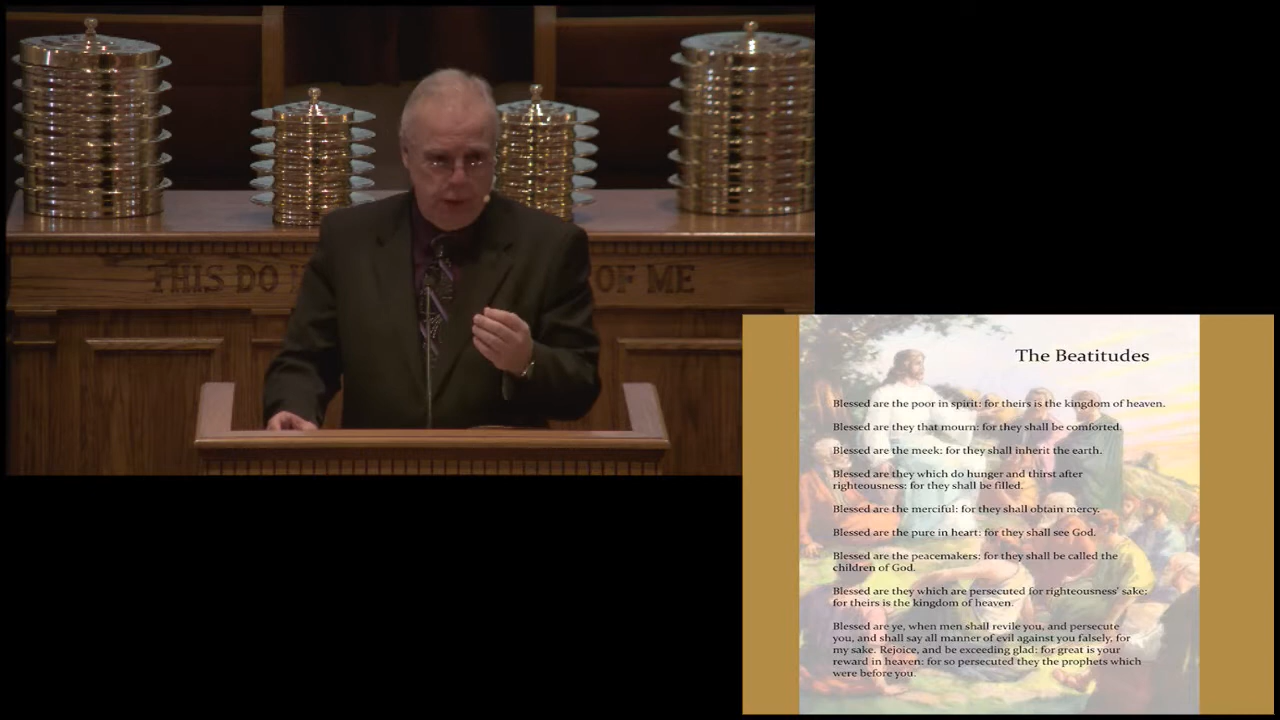 THIS DO OF ME
The Beatitudes
Blessed are the poor in spirit: for theirs is the kingdom of heaven.
Blessed are they that mourn: for they shall be comforted.
Blessed are the meek: for they shall inherit the earth.
Blessed are they which do hunger and thirst after
righteousness: for they shall be filled.
Blessed are the merciful: for they shall obtain mercy.
Blessed are the pure in heart: for they shall see God.
Blessed are the peacemakers: for they shall be called the
children of God.
Blessed are they which are persecuted for righteousness' sake:
for theirs is the kingdom of heaven.
Blessed are ye, when men shall revile you, and persecute
you, and shall say all manner of evil against you falsely, for
my sake. Rejoice, and be exceeding glad: for great is your
reward in heaven: for so persecuted they the prophets which
were before you.